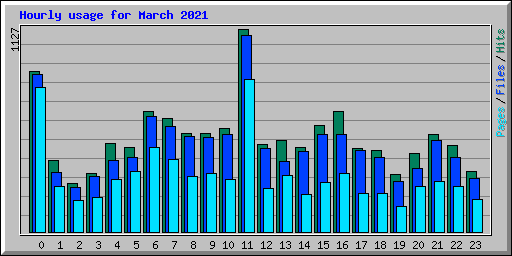 Hourly usage for March 2021
1127
Pages / Files / Hits
0 1 2 3 4 5 6 7 8 9 10 11 12 13 14 15 16 17 18 19 20 21 22 23